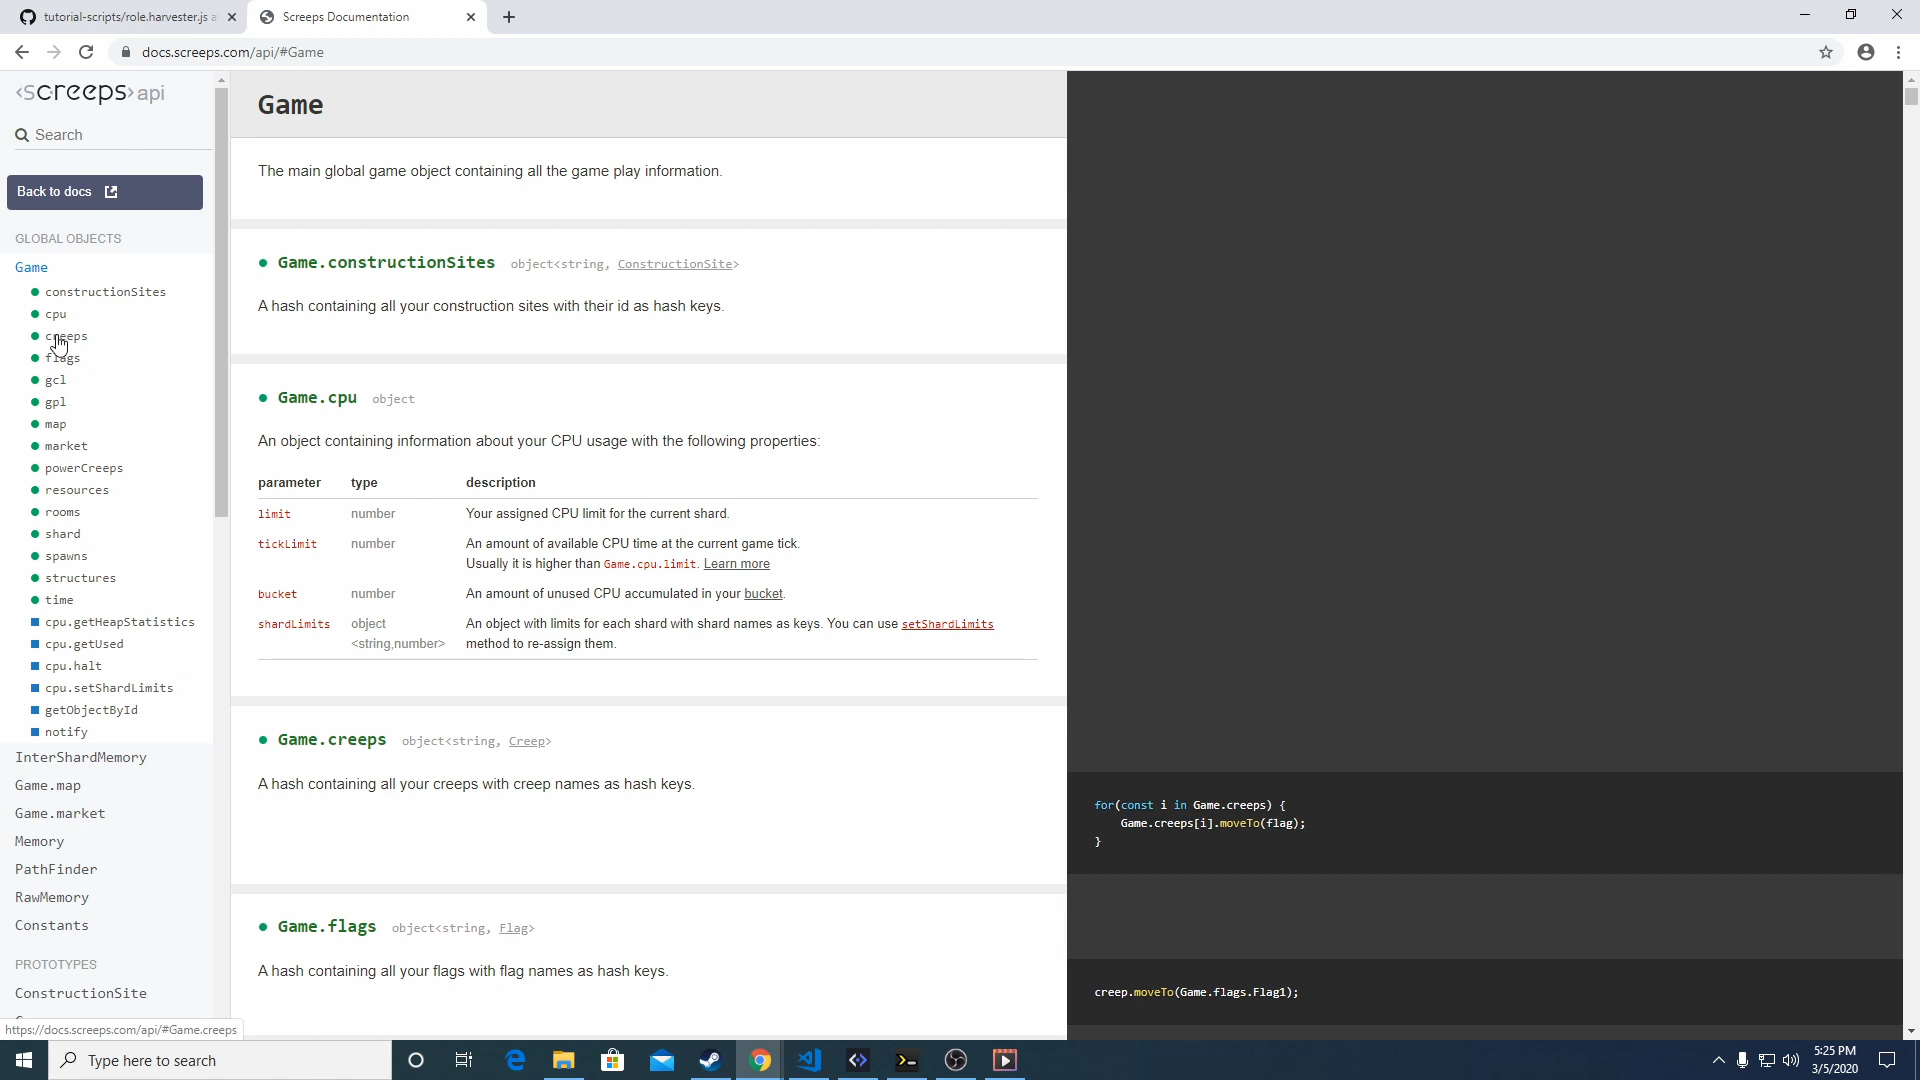 tutorial-scripts/role.harvester.js a
Screeps Documentation
docs.screeps.com/api/#Game
<screeps> api
Search
Back to docs
GLOBAL OBJECTS
Game
constructionSites
cpu
creeps
flags
gcl
gpl
map
market
powerCreeps
resources
rooms
shard
spawns
structures
time
cpu.getHeapStatistics
cpu.getUsed
cpu.halt
cpu.setShardLimits
getObjectById
notify
InterShardMemory
Game.map
Game.market
Memory
PathFinder
RawMemory
Constants
PROTOTYPES
ConstructionSite
https://docs.screeps.com/api/#Game.creeps
Game
The main global game object containing all the game play information.
Game.constructionSites object<string, ConstructionSite>
A hash containing all your construction sites with their id as hash keys.
Game.cpu object
An object containing information about your CPU usage with the following properties:
parameter type description
limit number Your assigned CPU limit for the current shard.
tickLimit number An amount of available CPU time at the current game tick.
Usually it is higher than Game.cpu.limit. Learn more
bucket number An amount of unused CPU accumulated in your bucket.
shardLimits object An object with limits for each shard with shard names as keys. You can use setShardLimits
<string,number> method to re-assign them.
Game.creeps object<string, Creep>
A hash containing all your creeps with creep names as hash keys.
for(const i in Game.creeps) {
Game.creeps[i].moveTo(flag);
}
Game.flags object<string, Flag>
A hash containing all your flags with flag names as hash keys.
creep.moveTo(Game.flags.Flag1);
Type here to search
5:25 PM
3/5/2020